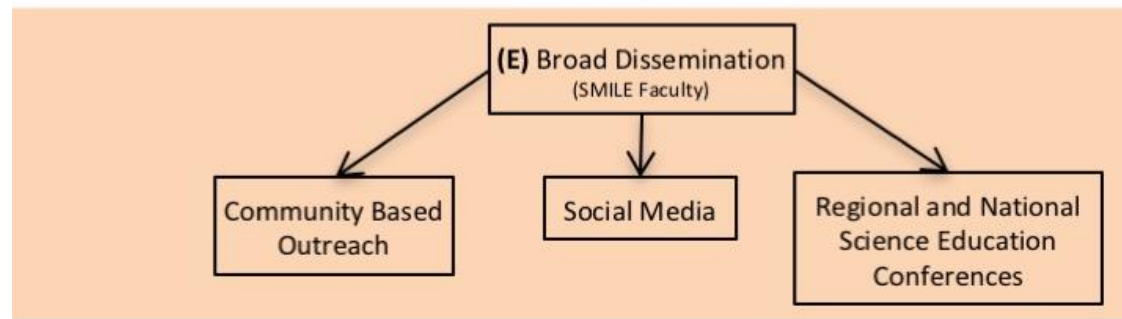 (E) Broad Dissemination
(SMILE Faculty)
Community Based
Outreach
Social Media
Regional and National
Science Education
Conferences